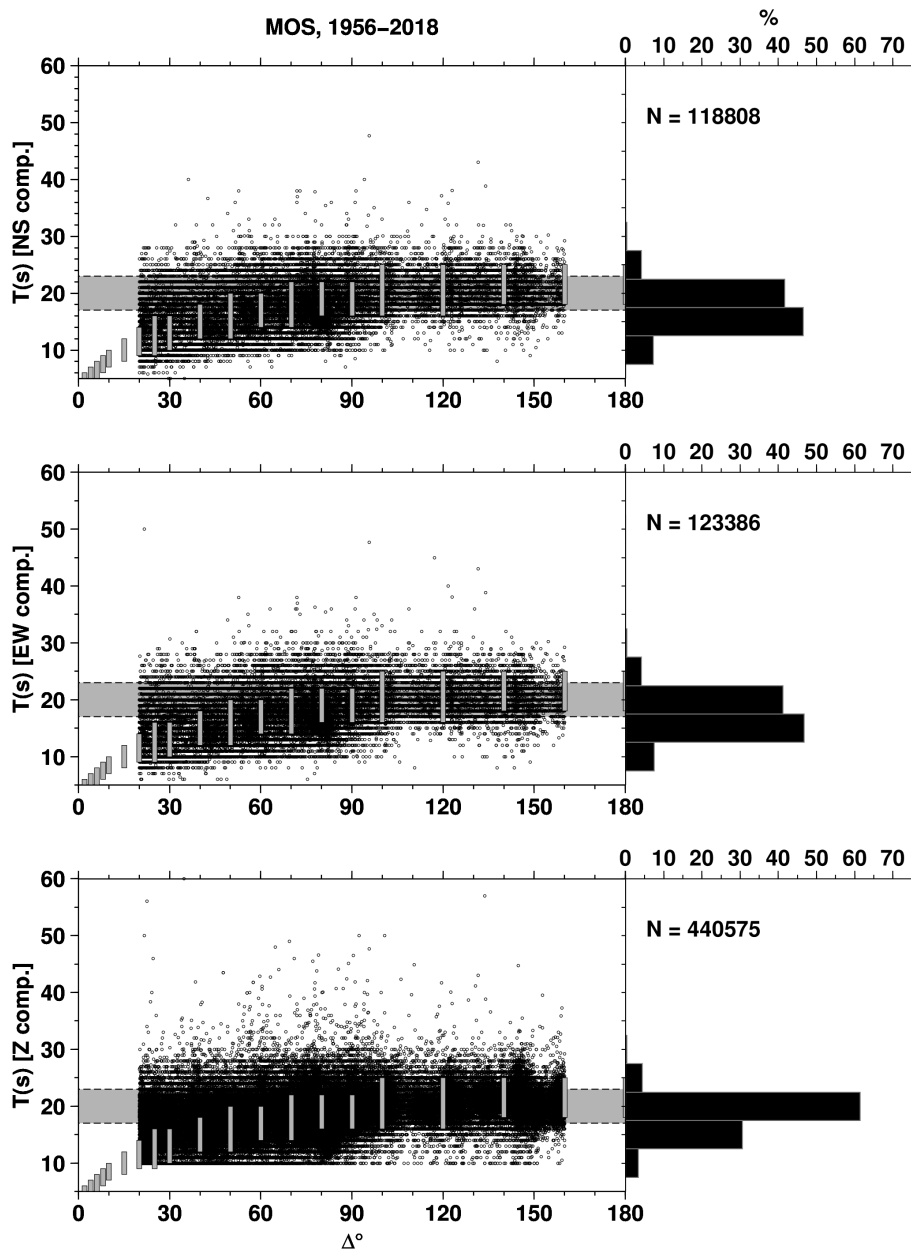 MOS, 1956–2018
%
0 10 20 30 40 50 60 70
60
50
40
30
20
10
T(s) [NS comp.]
N = 118808
0 30 60 90 120 150 180
0 10 20 30 40 50 60 70
60
50
40
30
20
10
T(s) [EW comp.]
N = 123386
0 30 60 90 120 150 180
0 10 20 30 40 50 60 70
60
50
40
30
20
10
T(s) [Z comp.]
N = 440575
0 30 60 90 120 150 180
Δ°